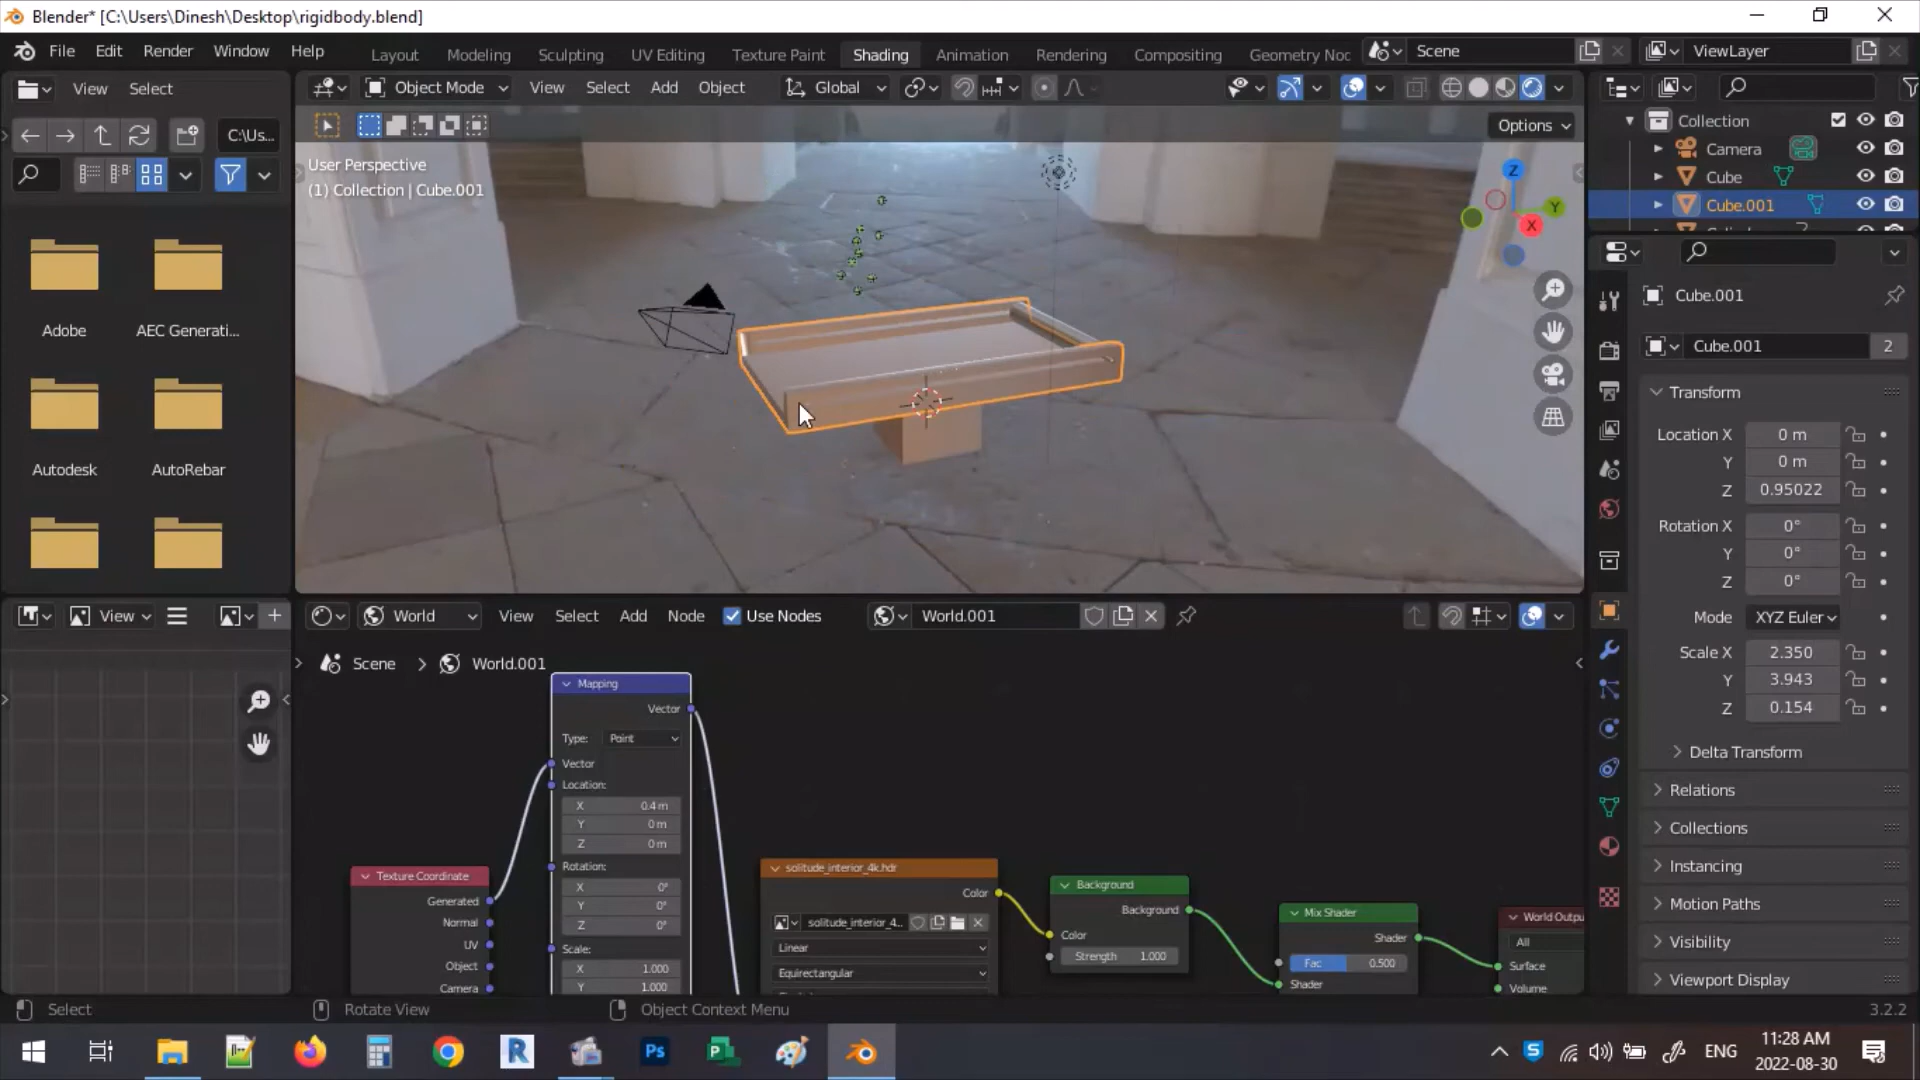 Blender* [C:\Users\Dinesh\Desktop\rigidbody.blend]
File Edit Render Window Help
Layout Modeling Sculpting UV Editing Texture Paint Shading Animation Rendering Compositing Geometry Noc
Scene
ViewLayer
View Select
Object Mode View Select Add Object Global
C:\Us...
Options
User Perspective
(1) Collection | Cube.001
Z
Y
X
Adobe
AEC Generati...
Autodesk
AutoRebar
Collection
Camera
Cube
Cube.001
Cube.001
Cube.001 2
Transform
Location X 0 m
Y 0 m
Z 0.95022
Rotation X 0°
Y 0°
Z 0°
Mode XYZ Euler
Scale X 2.350
Y 3.943
Z 0.154
Delta Transform
Relations
Collections
Instancing
Motion Paths
Visibility
Viewport Display
View
World View Select Add Node Use Nodes World.001
Scene World.001
Mapping
Vector
Type: Point
Vector
Location:
X 0.4 m
Y 0 m
Z 0 m
Rotation:
X 0°
Y 0°
Z 0°
Scale:
X 1.000
Y 1.000
Texture Coordinate
Generated
Normal
UV
Object
Camera
solitude_interior_4k.hdr
Color
solitude_interior_4...
Linear
Equirectangular
Background
Background
Color
Strength 1.000
Mix Shader
Shader
Fac 0.500
Shader
World Outpu
All
Surface
Volume
Select
Rotate View
Object Context Menu
3.2.2
R
Ps
P
S
ENG
11:28 AM
2022-08-30